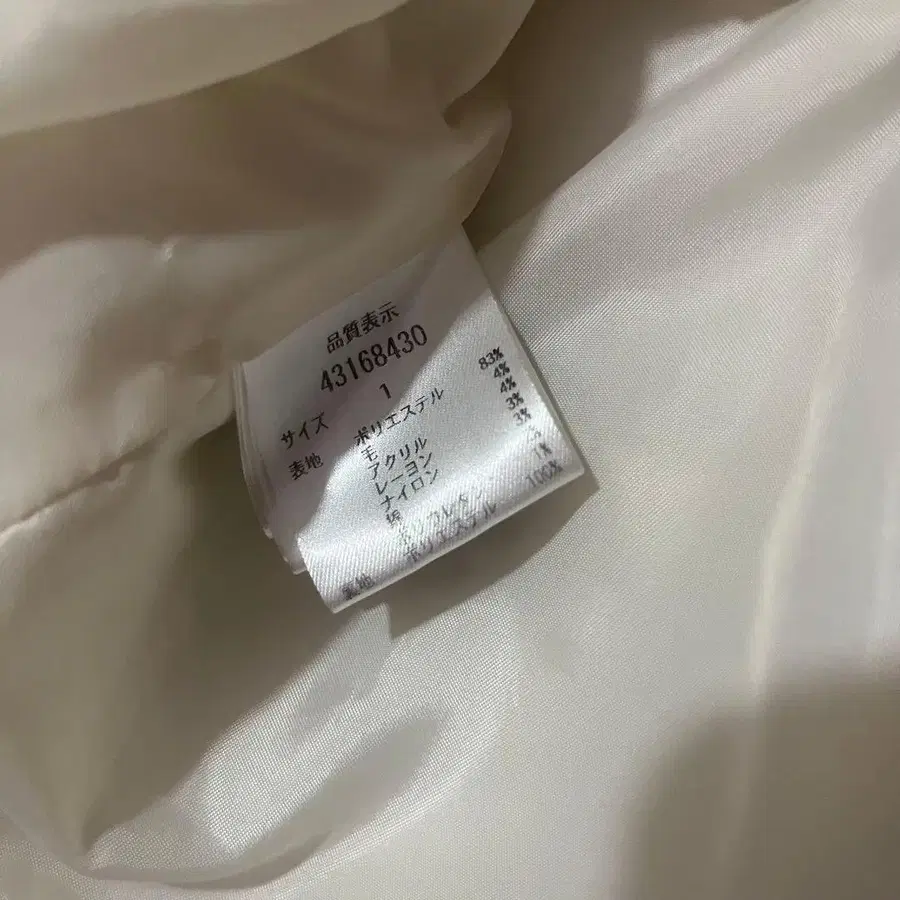 品質表示
43168430
サイズ 1
表地 ポリエステル 83%
毛 4%
アクリル 4%
レーヨン 3%
ナイロン 3%
綿
ポリウレタン 1%
裏地 ポリエステル 100%